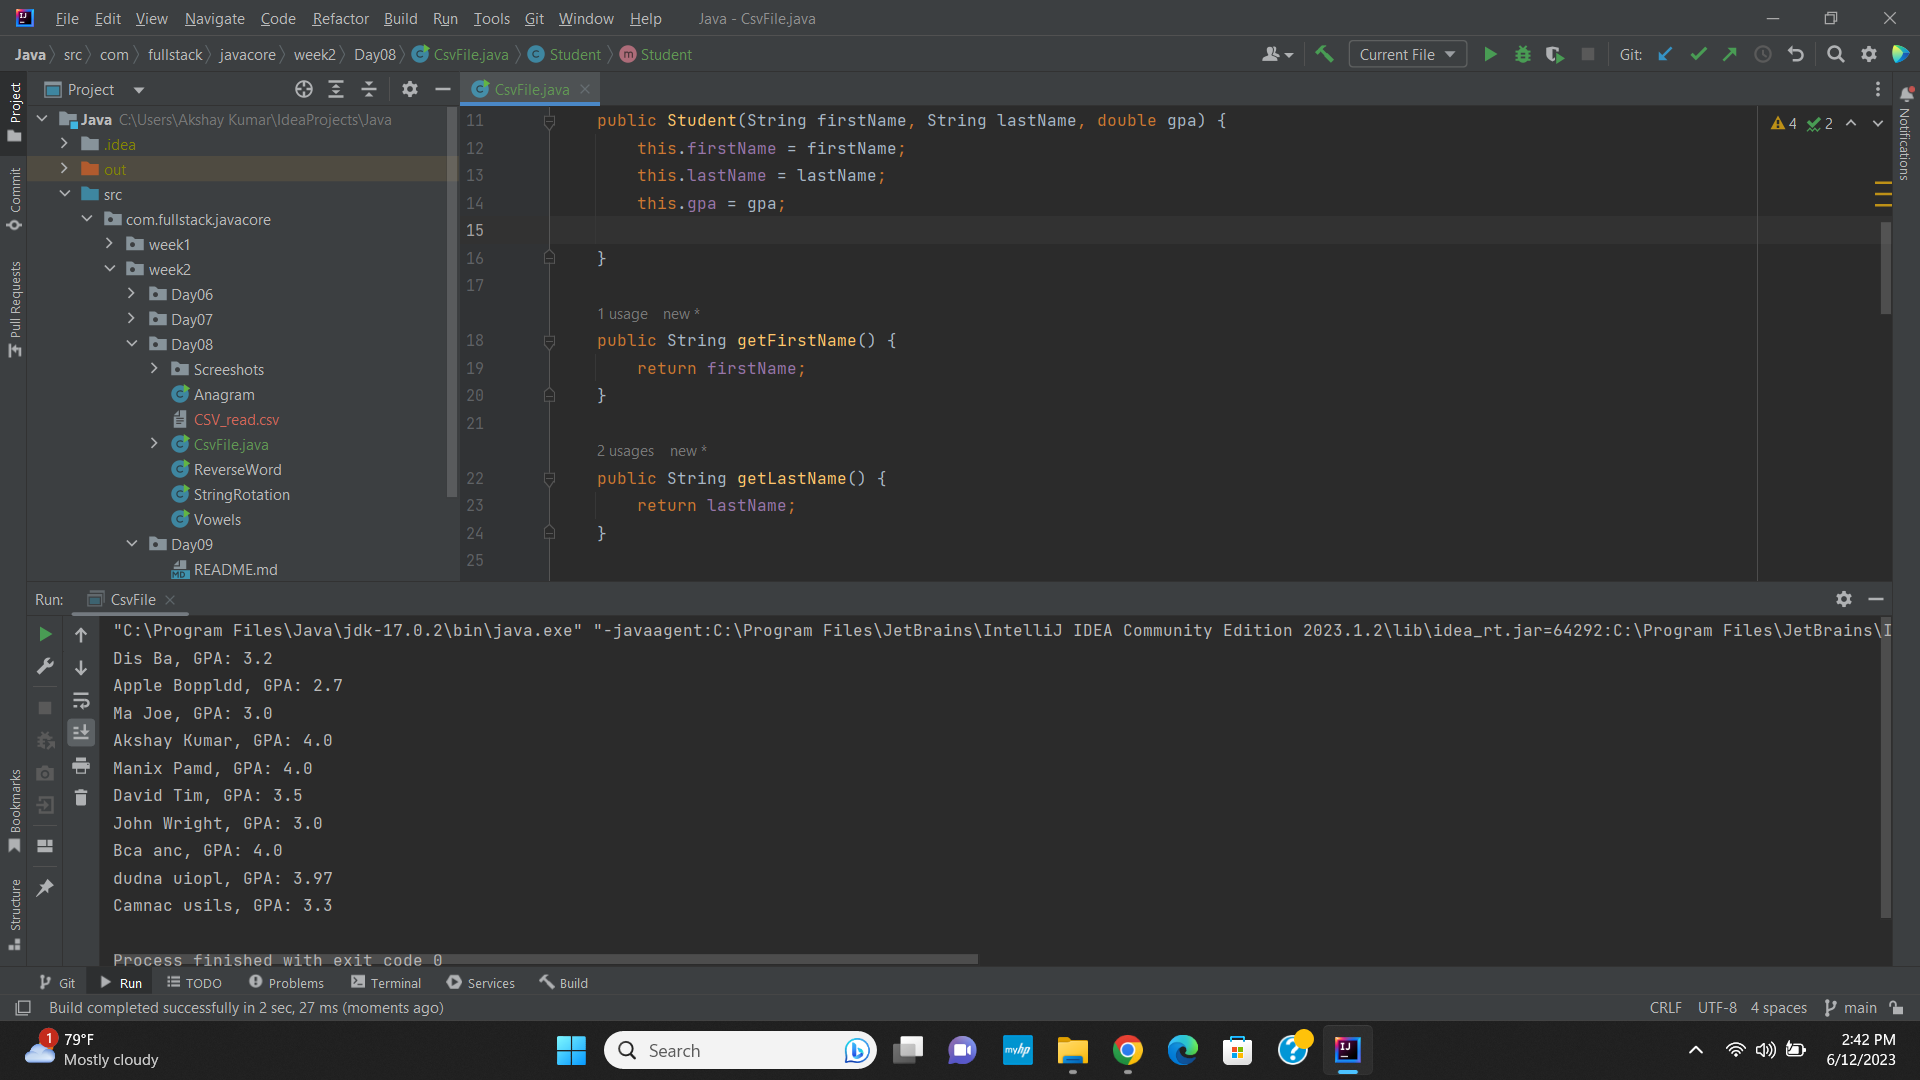 File Edit View Navigate Code Refactor Build Run Tools Git Window Help Java - CsvFile.java
Java src com fullstack javacore week2 Day08 CsvFile.java Student Student
Current File Git:
Project
CsvFile.java
Java C:\Users\Akshay Kumar\IdeaProjects\Java
.idea
out
src
com.fullstack.javacore
week1
week2
Day06
Day07
Day08
Screeshots
Anagram
CSV_read.csv
CsvFile.java
ReverseWord
StringRotation
Vowels
Day09
README.md
11 public Student(String firstName, String lastName, double gpa) {
12 this.firstName = firstName;
13 this.lastName = lastName;
14 this.gpa = gpa;
15
16 }
17
1 usage new *
18 public String getFirstName() {
19 return firstName;
20 }
21
2 usages new *
22 public String getLastName() {
23 return lastName;
24 }
25
4 2
Project
Commit
Pull Requests
Bookmarks
Structure
Notifications
Run: CsvFile
"C:\Program Files\Java\jdk-17.0.2\bin\java.exe" "-javaagent:C:\Program Files\JetBrains\IntelliJ IDEA Community Edition 2023.1.2\lib\idea_rt.jar=64292:C:\Program Files\JetBrains\I
Dis Ba, GPA: 3.2
Apple Boppldd, GPA: 2.7
Ma Joe, GPA: 3.0
Akshay Kumar, GPA: 4.0
Manix Pamd, GPA: 4.0
David Tim, GPA: 3.5
John Wright, GPA: 3.0
Bca anc, GPA: 4.0
dudna uiopl, GPA: 3.97
Camnac usils, GPA: 3.3
Process finished with exit code 0
Git Run TODO Problems Terminal Services Build
Build completed successfully in 2 sec, 27 ms (moments ago)
CRLF UTF-8 4 spaces main
1
79°F
Mostly cloudy
Search
myhp
2:42 PM
6/12/2023